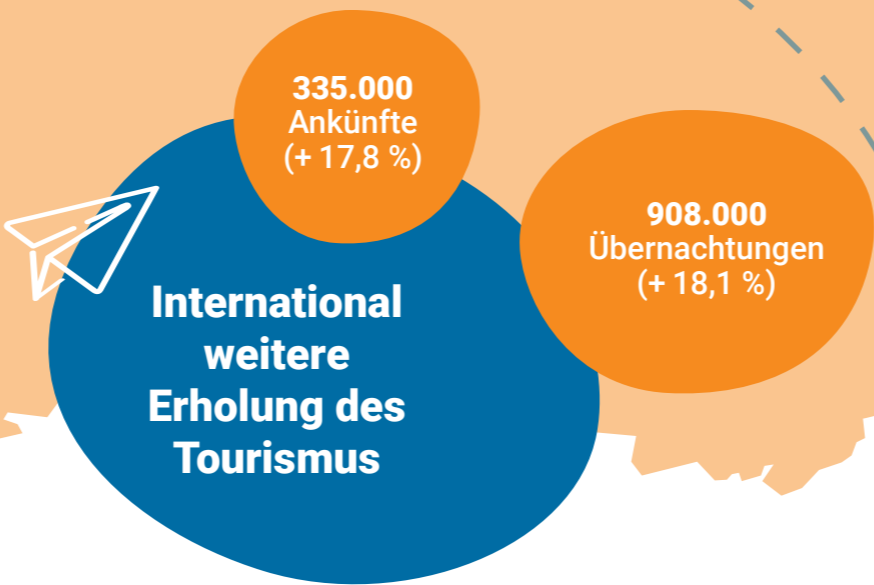 335.000
Ankünfte
(+ 17,8 %)
908.000
Übernachtungen
(+ 18,1 %)
International
weitere
Erholung des
Tourismus